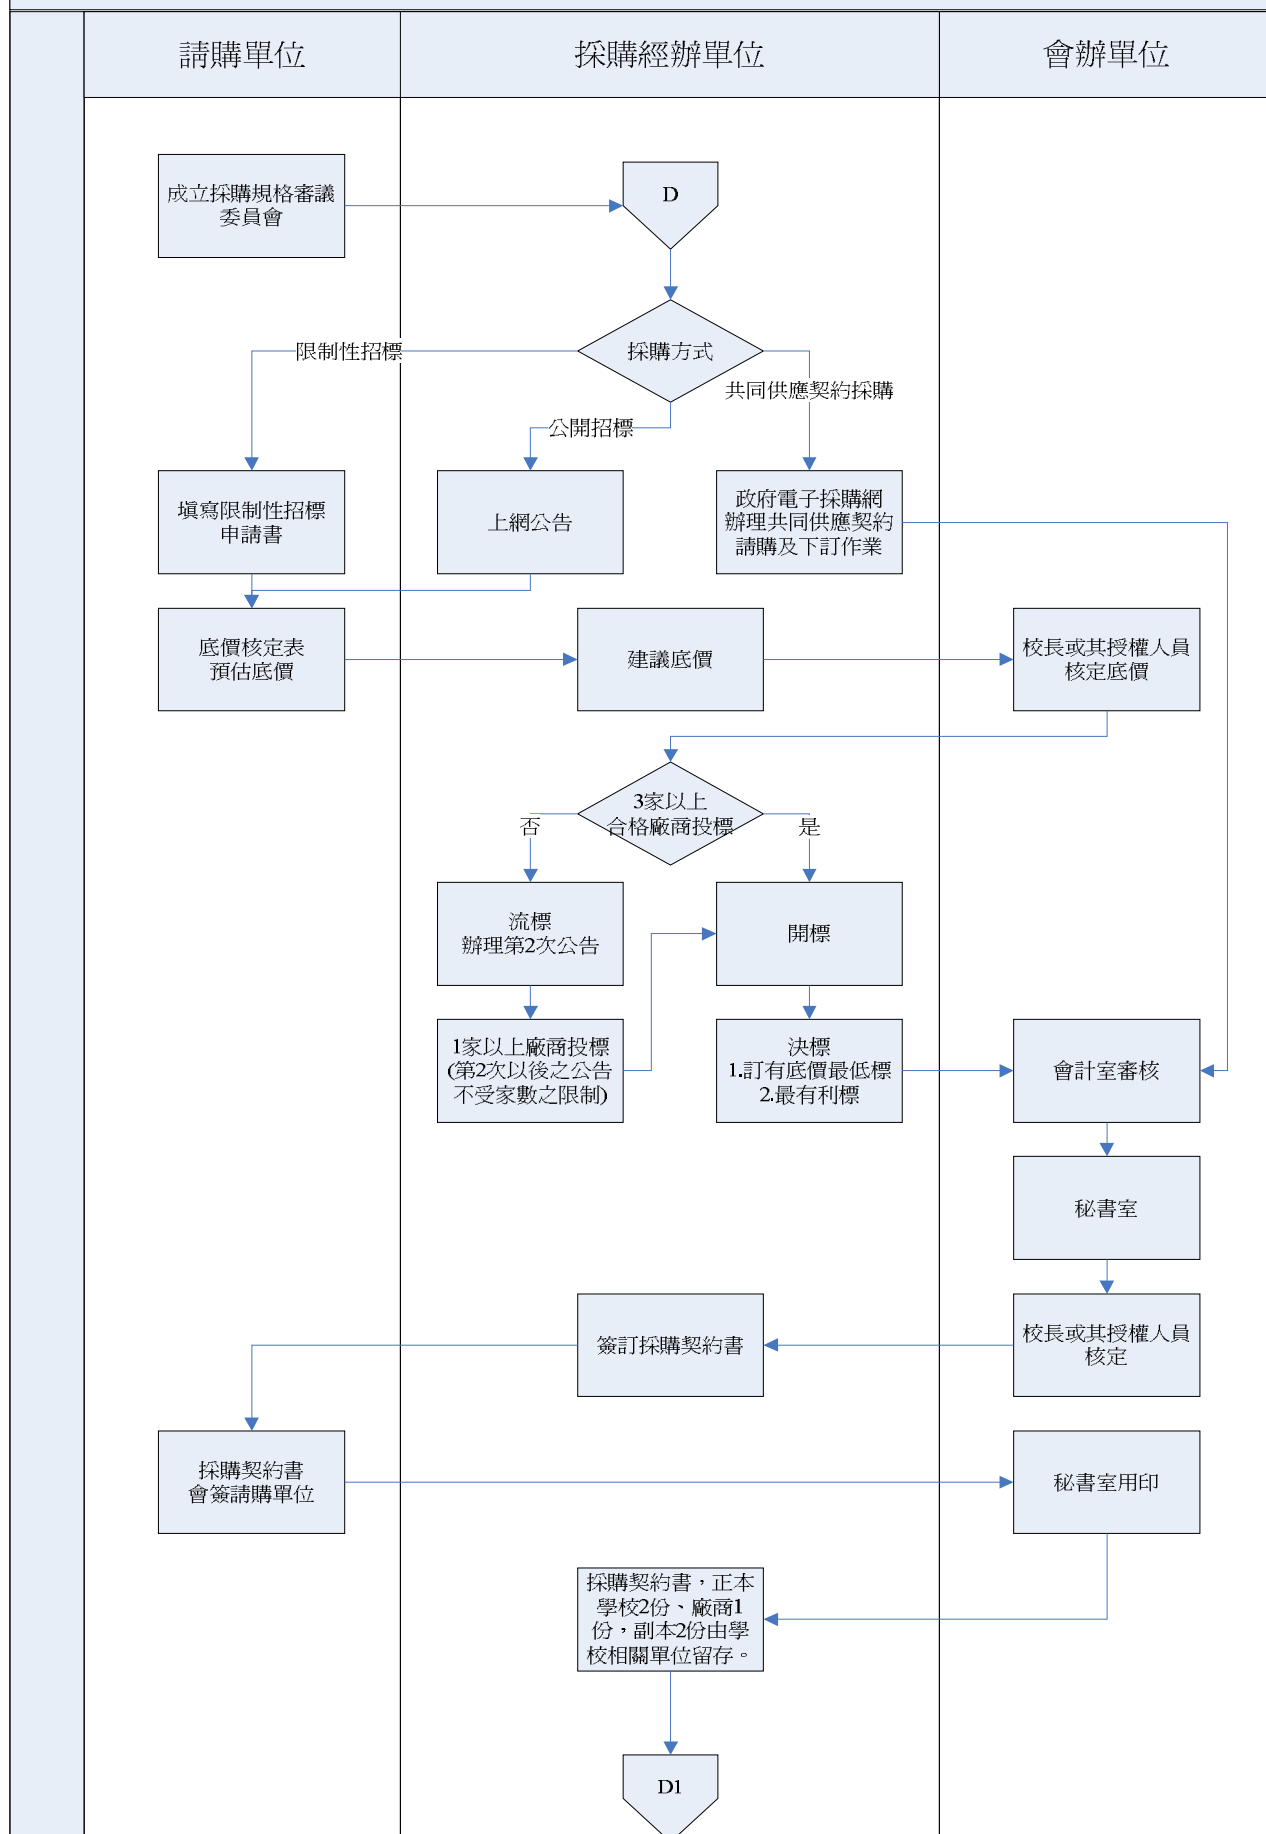 請購單位
採購經辦單位
會辦單位
成立採購規格審議
委員會
D
採購方式
限制性招標
共同供應契約採購
公開招標
填寫限制性招標
申請書
上網公告
政府電子採購網
辦理共同供應契約
請購及下訂作業
底價核定表
預估底價
建議底價
校長或其授權人員
核定底價
3家以上
合格廠商投標
否
是
流標
辦理第2次公告
開標
1家以上廠商投標
(第2次以後之公告
不受家數之限制)
決標
1.訂有底價最低標
2.最有利標
會計室審核
秘書室
簽訂採購契約書
校長或其授權人員
核定
採購契約書
會簽請購單位
秘書室用印
採購契約書，正本
學校2份、廠商1
份，副本2份由學
校相關單位留存。
D1